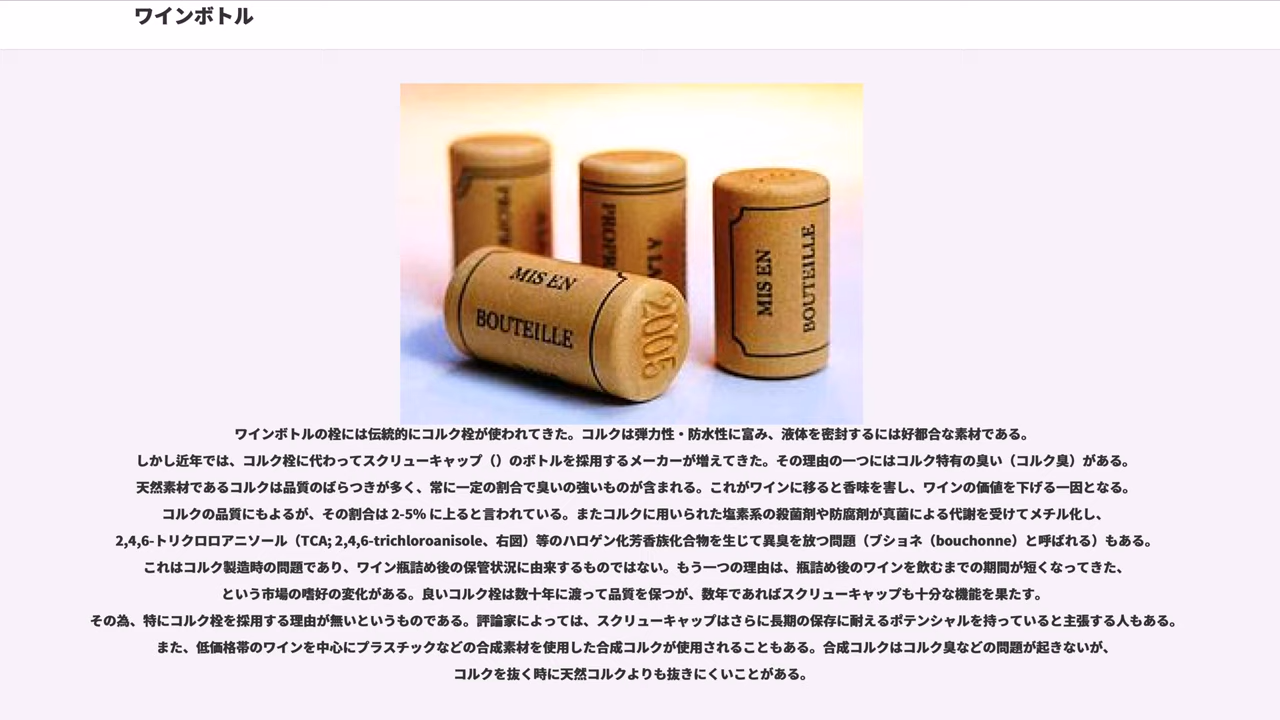 ワインボトル
PROPR
PROPR
A LA
MIS EN
BOUTEILLE
MIS EN
BOUTEILLE
2005
ワインボトルの栓には伝統的にコルク栓が使われてきた。コルクは弾力性・防水性に富み、液体を密封するには好都合な素材である。
しかし近年では、コルク栓に代わってスクリューキャップ（）のボトルを採用するメーカーが増えてきた。その理由の一つにはコルク特有の臭い（コルク臭）がある。
天然素材であるコルクは品質のばらつきが多く、常に一定の割合で臭いの強いものが含まれる。これがワインに移ると香味を害し、ワインの価値を下げる一因となる。
コルクの品質にもよるが、その割合は 2-5% に上ると言われている。またコルクに用いられた塩素系の殺菌剤や防腐剤が真菌による代謝を受けてメチル化し、
2,4,6-トリクロロアニソール（TCA; 2,4,6-trichloroanisole、右図）等のハロゲン化芳香族化合物を生じて異臭を放つ問題（ブショネ（bouchonne）と呼ばれる）もある。
これはコルク製造時の問題であり、ワイン瓶詰め後の保管状況に由来するものではない。もう一つの理由は、瓶詰め後のワインを飲むまでの期間が短くなってきた、
という市場の嗜好の変化がある。良いコルク栓は数十年に渡って品質を保つが、数年であればスクリューキャップも十分な機能を果たす。
その為、特にコルク栓を採用する理由が無いというものである。評論家によっては、スクリューキャップはさらに長期の保存に耐えるポテンシャルを持っていると主張する人もある。
また、低価格帯のワインを中心にプラスチックなどの合成素材を使用した合成コルクが使用されることもある。合成コルクはコルク臭などの問題が起きないが、
コルクを抜く時に天然コルクよりも抜きにくいことがある。